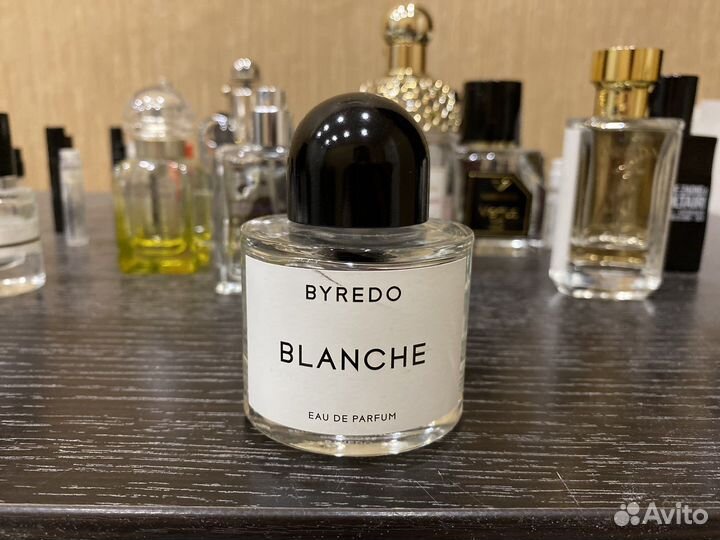 BYREDO
BLANCHE
EAU DE PARFUM
Avito